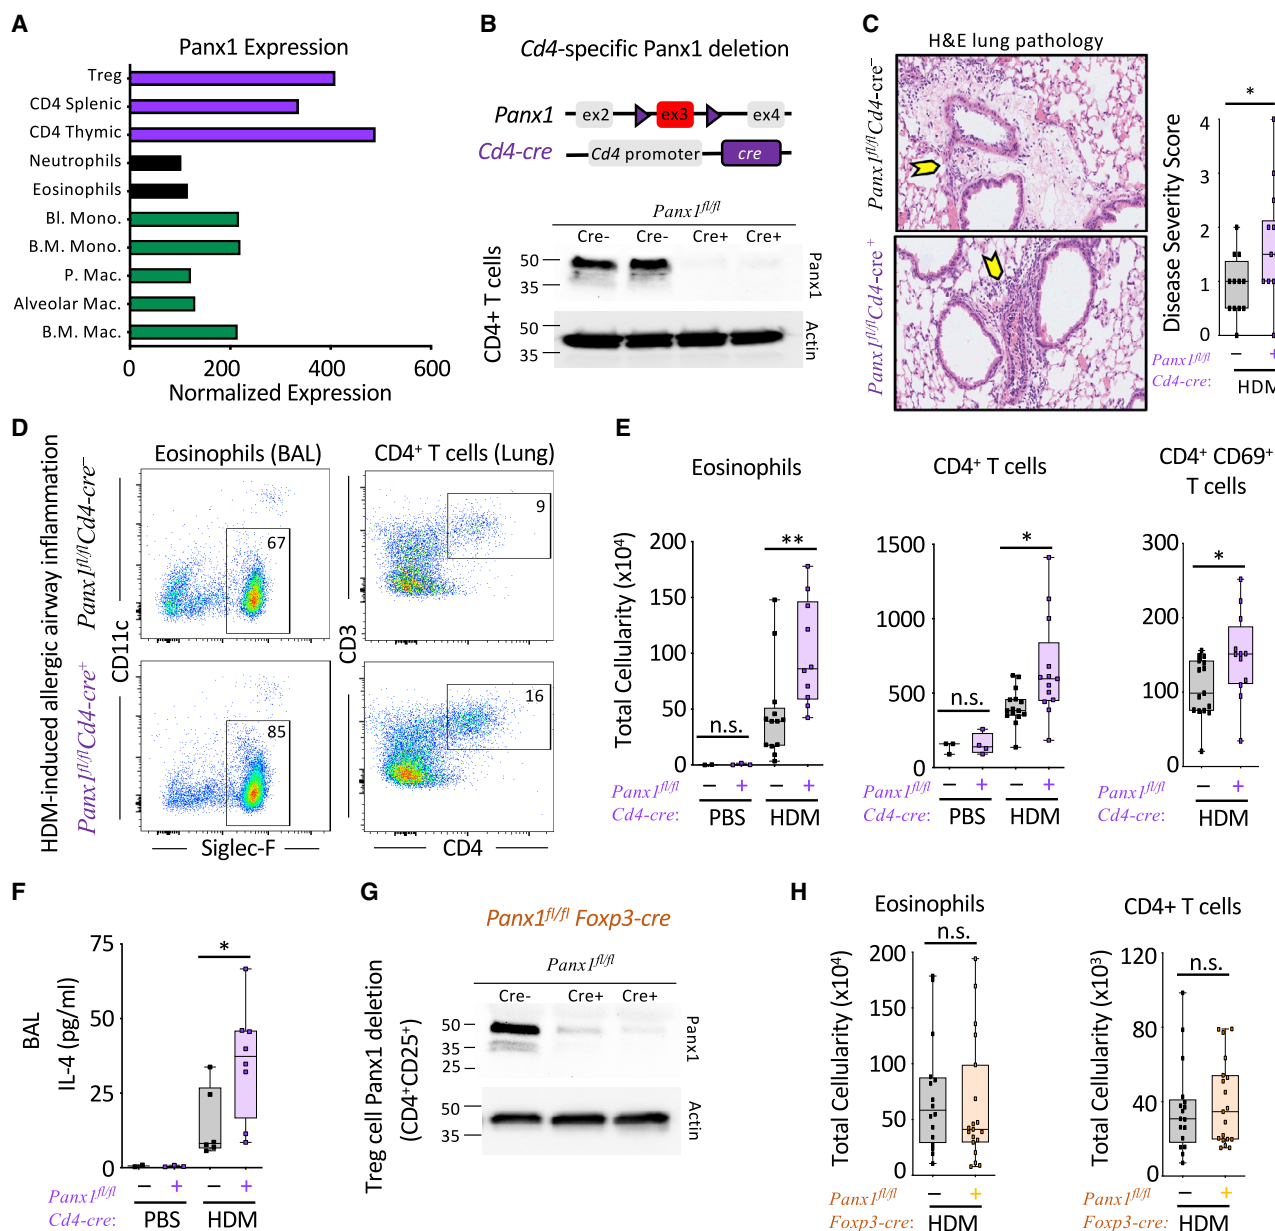 A
Panx1 Expression
Treg
CD4 Splenic
CD4 Thymic
Neutrophils
Eosinophils
Bl. Mono.
B.M. Mono.
P. Mac.
Alveolar Mac.
B.M. Mac.
0 200 400 600
Normalized Expression
B
Cd4-specific Panx1 deletion
Panx1 ex2 ex3 ex4
Cd4-cre Cd4 promoter cre
Panx1fl/fl
Cre- Cre- Cre+ Cre+
CD4+ T cells
50
35
Panx1
50
35
Actin
C
H&E lung pathology
Panx1fl/flCd4-cre–
Panx1fl/flCd4-cre+
Disease Severity Score
*
4
3
2
1
0
Panx1fl/fl
Cd4-cre: – +
HDM
D
HDM-induced allergic airway inflammation
Eosinophils (BAL)
CD4+ T cells (Lung)
Panx1fl/flCd4-cre–
Panx1fl/flCd4-cre+
CD11c
67
85
Siglec-F
CD3
9
16
CD4
E
Total Cellularity (x104)
Eosinophils
200
150
100
50
0
n.s.
**
Panx1fl/fl
Cd4-cre: – + – +
PBS HDM
CD4+ T cells
1500
1000
500
0
n.s.
*
Panx1fl/fl
Cd4-cre: – + – +
PBS HDM
CD4+ CD69+
T cells
300
200
100
0
*
Panx1fl/fl
Cd4-cre: – +
HDM
F
BAL
IL-4 (pg/ml)
75
50
25
0
*
Panx1fl/fl
Cd4-cre: – + – +
PBS HDM
G
Panx1fl/fl Foxp3-cre
Panx1fl/fl
Cre- Cre+ Cre+
Treg cell Panx1 deletion
(CD4+CD25+)
50
35
25
Panx1
50
35
Actin
H
Eosinophils
n.s.
Total Cellularity (x104)
200
150
100
50
0
Panx1fl/fl
Foxp3-cre: – +
HDM
CD4+ T cells
n.s.
Total Cellularity (x103)
120
80
40
0
Panx1fl/fl
Foxp3-cre: – +
HDM